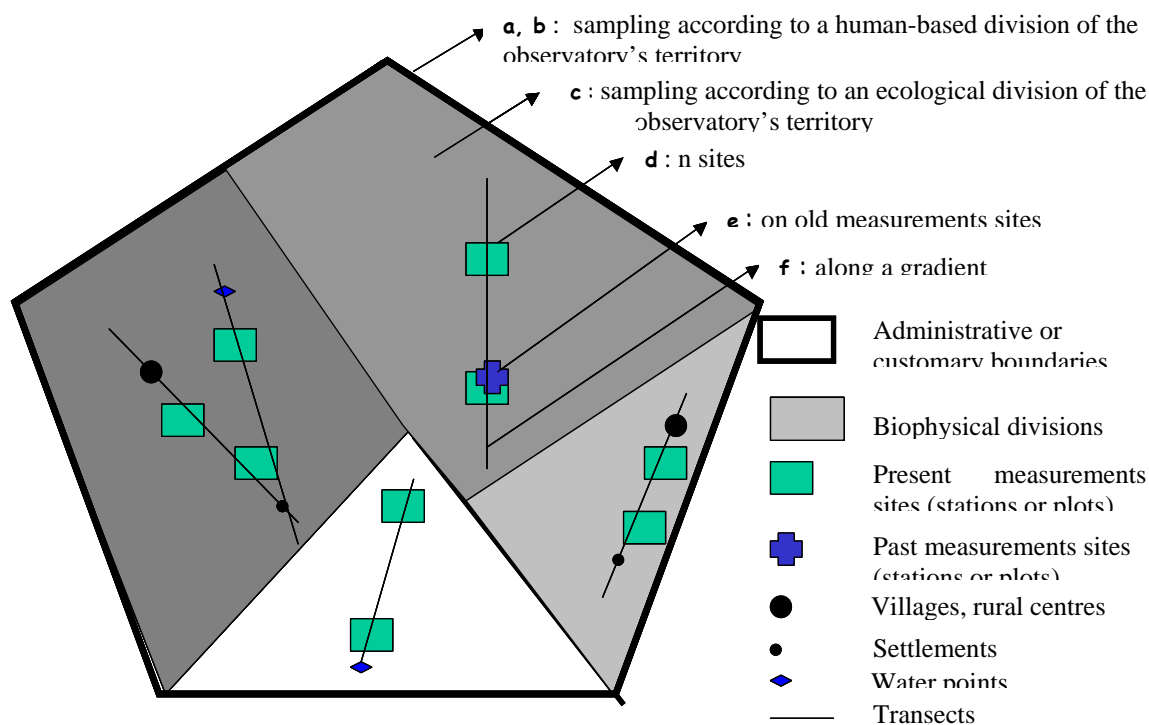 a, b : sampling according to a human-based division of the
observatory's territory
c : sampling according to an ecological division of the
observatory's territory
d : n sites
e : on old measurements sites
f : along a gradient
Administrative or
customary boundaries
Biophysical divisions
Present measurements
sites (stations or plots)
Past measurements sites
(stations or plots)
Villages, rural centres
Settlements
Water points
Transects